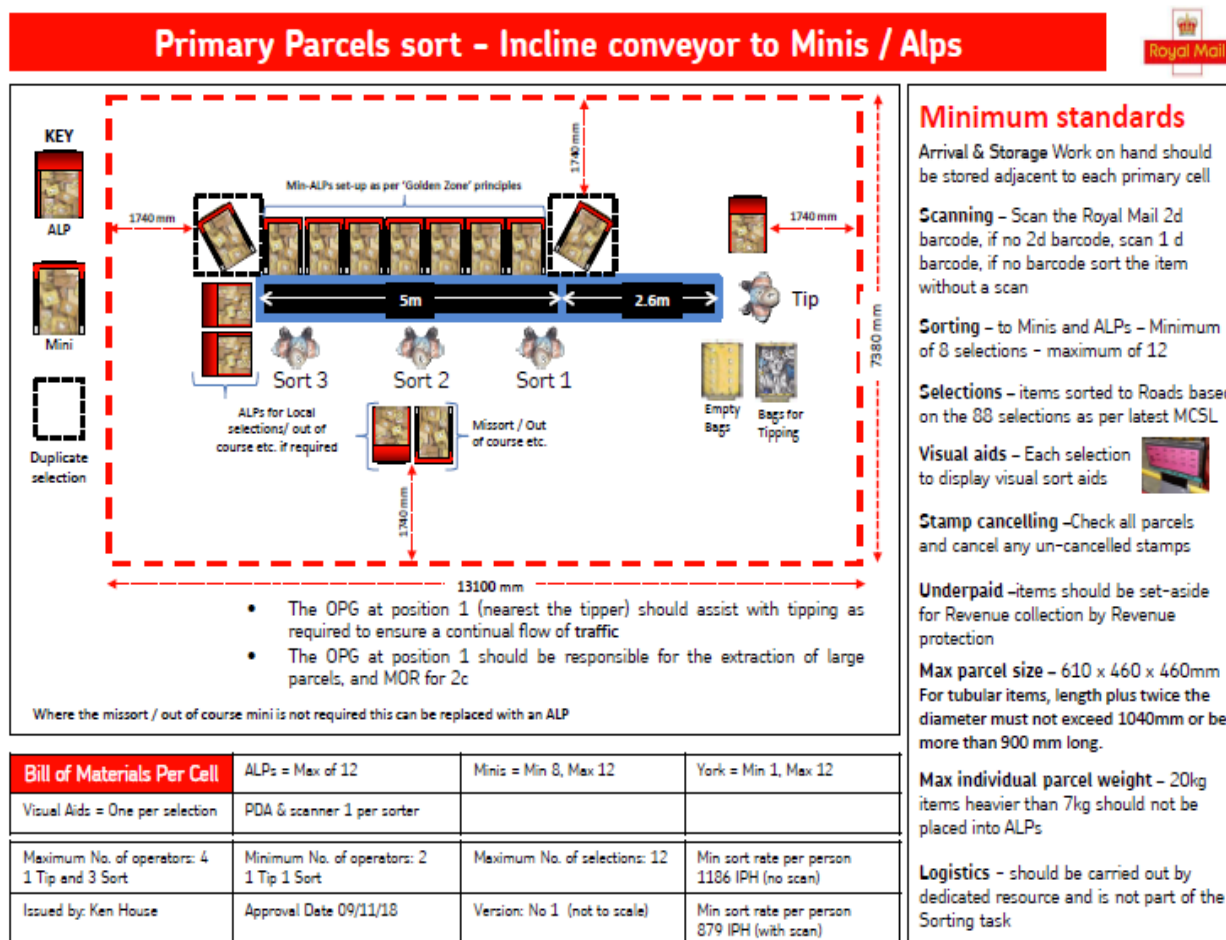 Primary Parcels sort – Incline conveyor to Minis / Alps
Royal Mail
KEY
ALP
Mini
Duplicate
selection
1740 mm
1740 mm
Min-ALPs set-up as per 'Golden Zone' principles
1740 mm
5m
2.6m
Tip
7380 mm
Sort 3
Sort 2
Sort 1
ALPs for Local
selections/ out of
course etc. if required
Missort / Out
of course etc.
Empty
Bags
Bags for
Tipping
1740 mm
13100 mm
• The OPG at position 1 (nearest the tipper) should assist with tipping as
required to ensure a continual flow of traffic
• The OPG at position 1 should be responsible for the extraction of large
parcels, and MOR for 2c
Where the missort / out of course mini is not required this can be replaced with an ALP
Minimum standards
Arrival & Storage Work on hand should
be stored adjacent to each primary cell
Scanning – Scan the Royal Mail 2d
barcode, if no 2d barcode, scan 1 d
barcode, if no barcode sort the item
without a scan
Sorting – to Minis and ALPs – Minimum
of 8 selections – maximum of 12
Selections – items sorted to Roads based
on the 88 selections as per latest MCSL
Visual aids – Each selection
to display visual sort aids
Stamp cancelling –Check all parcels
and cancel any un-cancelled stamps
Underpaid –items should be set-aside
for Revenue collection by Revenue
protection
Max parcel size – 610 x 460 x 460mm
For tubular items, length plus twice the
diameter must not exceed 1040mm or be
more than 900 mm long.
Max individual parcel weight – 20kg
items heavier than 7kg should not be
placed into ALPs
Logistics – should be carried out by
dedicated resource and is not part of the
Sorting task
Bill of Materials Per Cell
ALPs = Max of 12
Minis = Min 8, Max 12
York = Min 1, Max 12
Visual Aids = One per selection
PDA & scanner 1 per sorter
Maximum No. of operators: 4
1 Tip and 3 Sort
Minimum No. of operators: 2
1 Tip 1 Sort
Maximum No. of selections: 12
Min sort rate per person
1186 IPH (no scan)
Issued by: Ken House
Approval Date 09/11/18
Version: No 1 (not to scale)
Min sort rate per person
879 IPH (with scan)